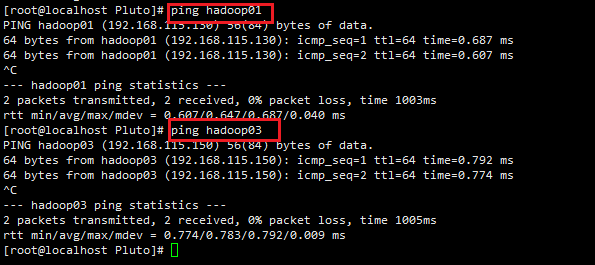 [root@localhost Pluto]# ping hadoop01
PING hadoop01 (192.168.115.130) 56(84) bytes of data.
64 bytes from hadoop01 (192.168.115.130): icmp_seq=1 ttl=64 time=0.687 ms
64 bytes from hadoop01 (192.168.115.130): icmp_seq=2 ttl=64 time=0.607 ms
^C
--- hadoop01 ping statistics ---
2 packets transmitted, 2 received, 0% packet loss, time 1003ms
rtt min/avg/max/mdev = 0.607/0.647/0.687/0.040 ms
[root@localhost Pluto]# ping hadoop03
PING hadoop03 (192.168.115.150) 56(84) bytes of data.
64 bytes from hadoop03 (192.168.115.150): icmp_seq=1 ttl=64 time=0.792 ms
64 bytes from hadoop03 (192.168.115.150): icmp_seq=2 ttl=64 time=0.774 ms
^C
--- hadoop03 ping statistics ---
2 packets transmitted, 2 received, 0% packet loss, time 1005ms
rtt min/avg/max/mdev = 0.774/0.783/0.792/0.009 ms
[root@localhost Pluto]#